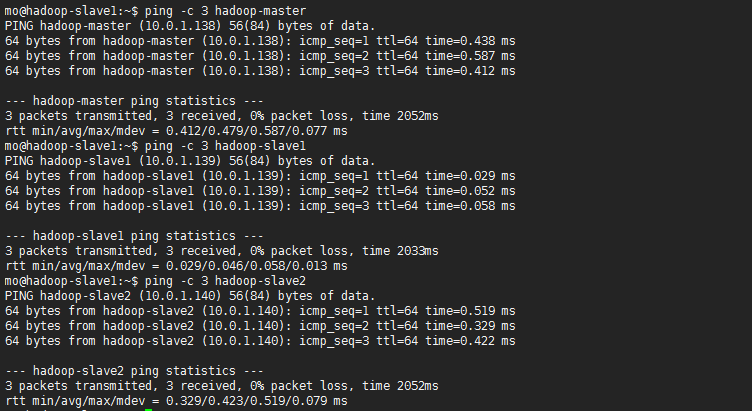 mo@hadoop-slave1:~$ ping -c 3 hadoop-master
PING hadoop-master (10.0.1.138) 56(84) bytes of data.
64 bytes from hadoop-master (10.0.1.138): icmp_seq=1 ttl=64 time=0.438 ms
64 bytes from hadoop-master (10.0.1.138): icmp_seq=2 ttl=64 time=0.587 ms
64 bytes from hadoop-master (10.0.1.138): icmp_seq=3 ttl=64 time=0.412 ms

--- hadoop-master ping statistics ---
3 packets transmitted, 3 received, 0% packet loss, time 2052ms
rtt min/avg/max/mdev = 0.412/0.479/0.587/0.077 ms
mo@hadoop-slave1:~$ ping -c 3 hadoop-slave1
PING hadoop-slave1 (10.0.1.139) 56(84) bytes of data.
64 bytes from hadoop-slave1 (10.0.1.139): icmp_seq=1 ttl=64 time=0.029 ms
64 bytes from hadoop-slave1 (10.0.1.139): icmp_seq=2 ttl=64 time=0.052 ms
64 bytes from hadoop-slave1 (10.0.1.139): icmp_seq=3 ttl=64 time=0.058 ms

--- hadoop-slave1 ping statistics ---
3 packets transmitted, 3 received, 0% packet loss, time 2033ms
rtt min/avg/max/mdev = 0.029/0.046/0.058/0.013 ms
mo@hadoop-slave1:~$ ping -c 3 hadoop-slave2
PING hadoop-slave2 (10.0.1.140) 56(84) bytes of data.
64 bytes from hadoop-slave2 (10.0.1.140): icmp_seq=1 ttl=64 time=0.519 ms
64 bytes from hadoop-slave2 (10.0.1.140): icmp_seq=2 ttl=64 time=0.329 ms
64 bytes from hadoop-slave2 (10.0.1.140): icmp_seq=3 ttl=64 time=0.422 ms

--- hadoop-slave2 ping statistics ---
3 packets transmitted, 3 received, 0% packet loss, time 2052ms
rtt min/avg/max/mdev = 0.329/0.423/0.519/0.079 ms